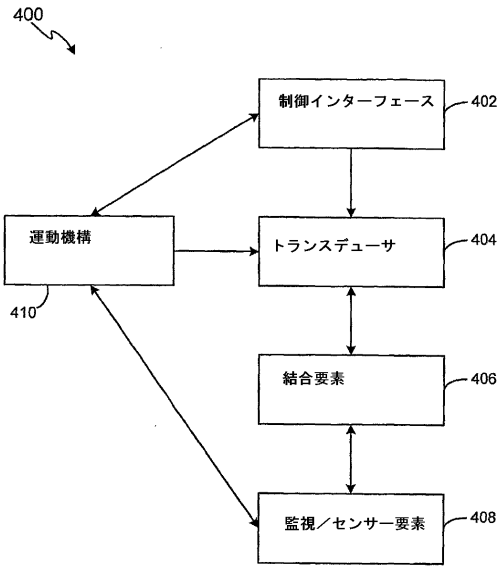 400
制御インターフェース
402
運動機構
410
トランスデューサ
404
結合要素
406
監視／センサー要素
408